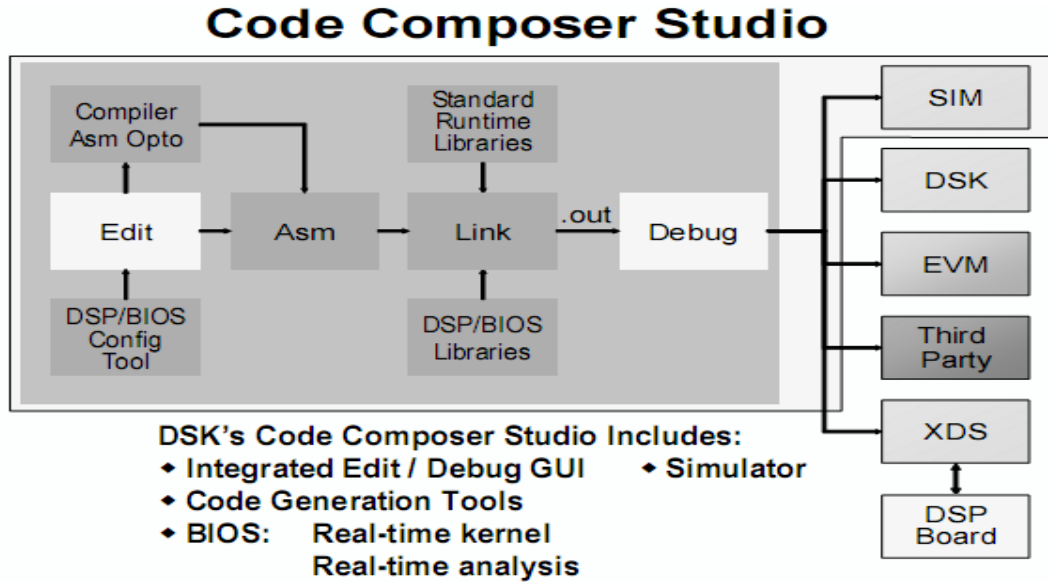 Code Composer Studio
Compiler
Asm Opto
Standard
Runtime
Libraries
Edit
Asm
Link
.out
Debug
DSP/BIOS
Config
Tool
DSP/BIOS
Libraries
SIM
DSK
EVM
Third
Party
XDS
DSP
Board
DSK's Code Composer Studio Includes:
◆ Integrated Edit / Debug GUI ◆ Simulator
◆ Code Generation Tools
◆ BIOS: Real-time kernel
Real-time analysis